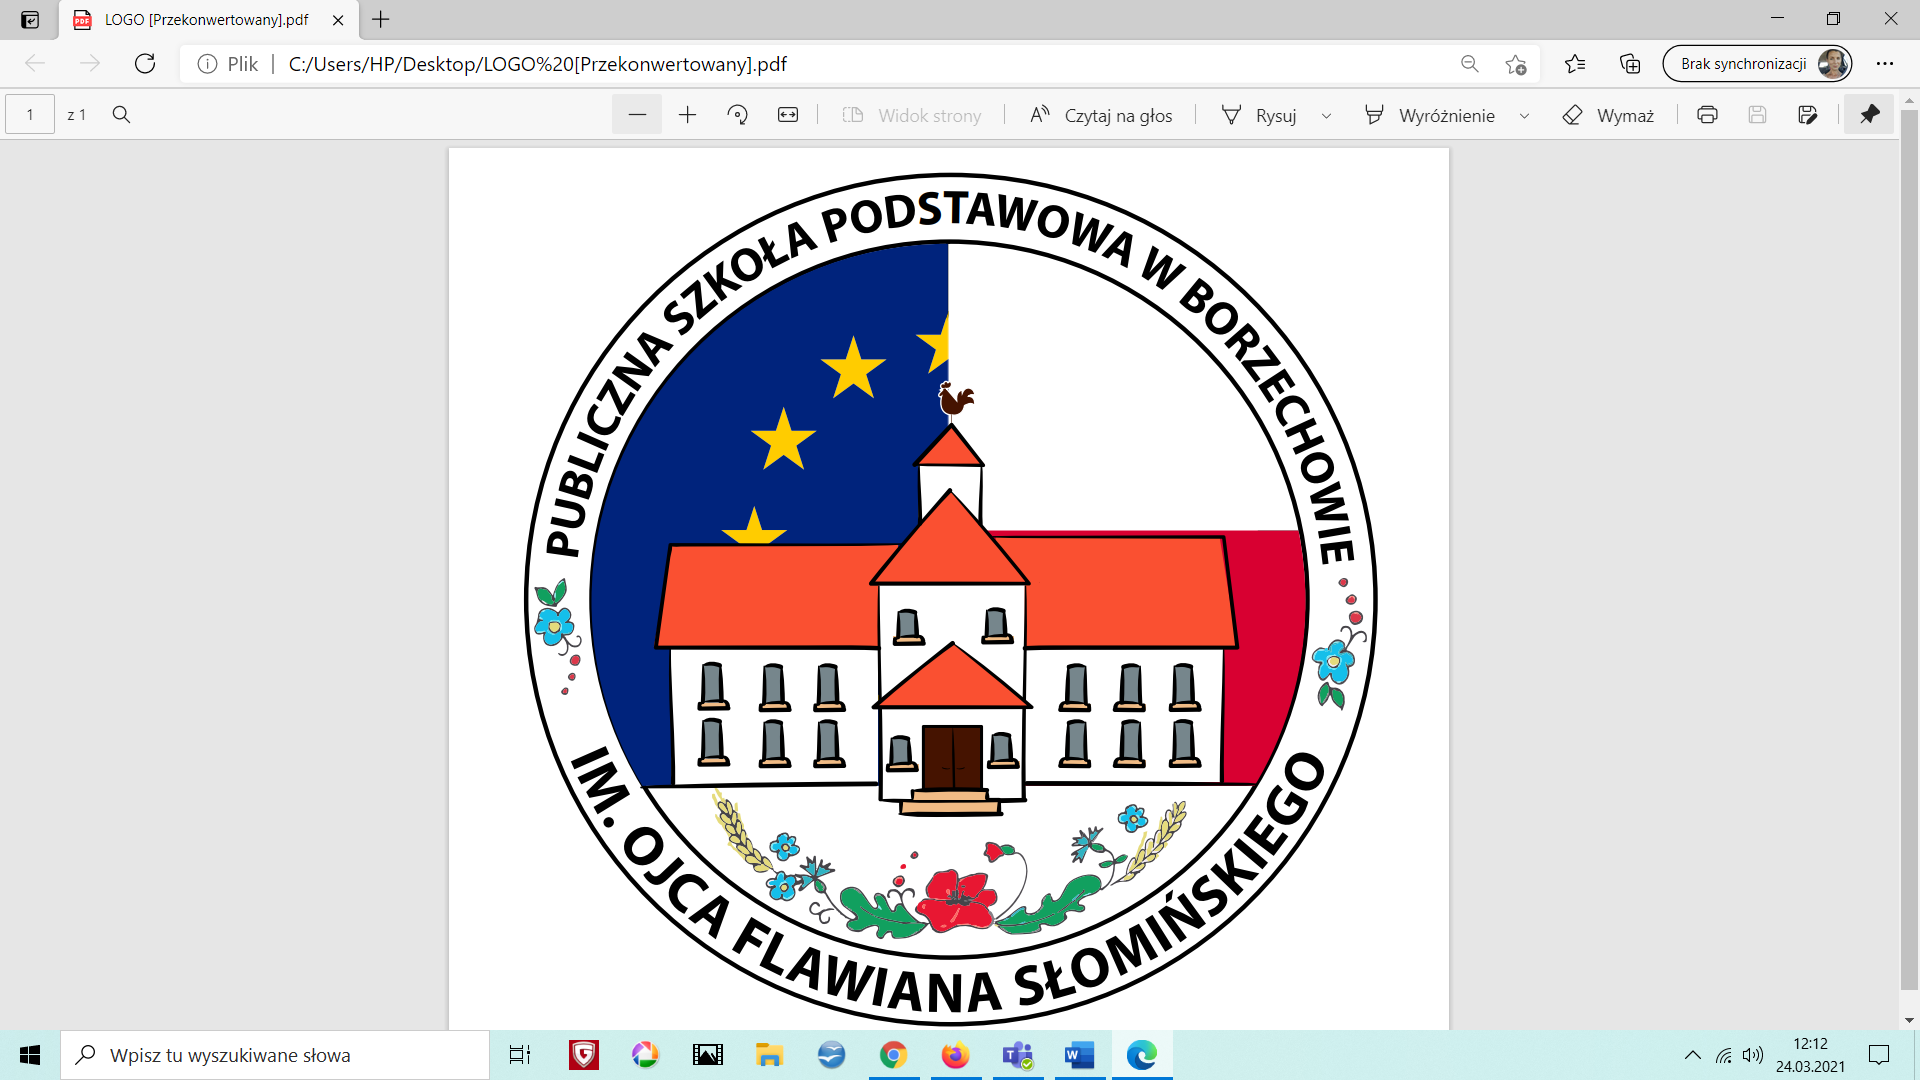 LOGO [Przekonwertowany].pdf
Plik
C:/Users/HP/Desktop/LOGO%20[Przekonwertowany].pdf
Brak synchronizacji
1 z 1
Widok strony
Czytaj na głos
Rysuj
Wyróżnienie
Wymaż
PUBLICZNA SZKOŁA PODSTAWOWA W BORZECHOWIE
IM. OJCA FLAWIANA SŁOMIŃSKIEGO
Wpisz tu wyszukiwane słowa
12:12
24.03.2021